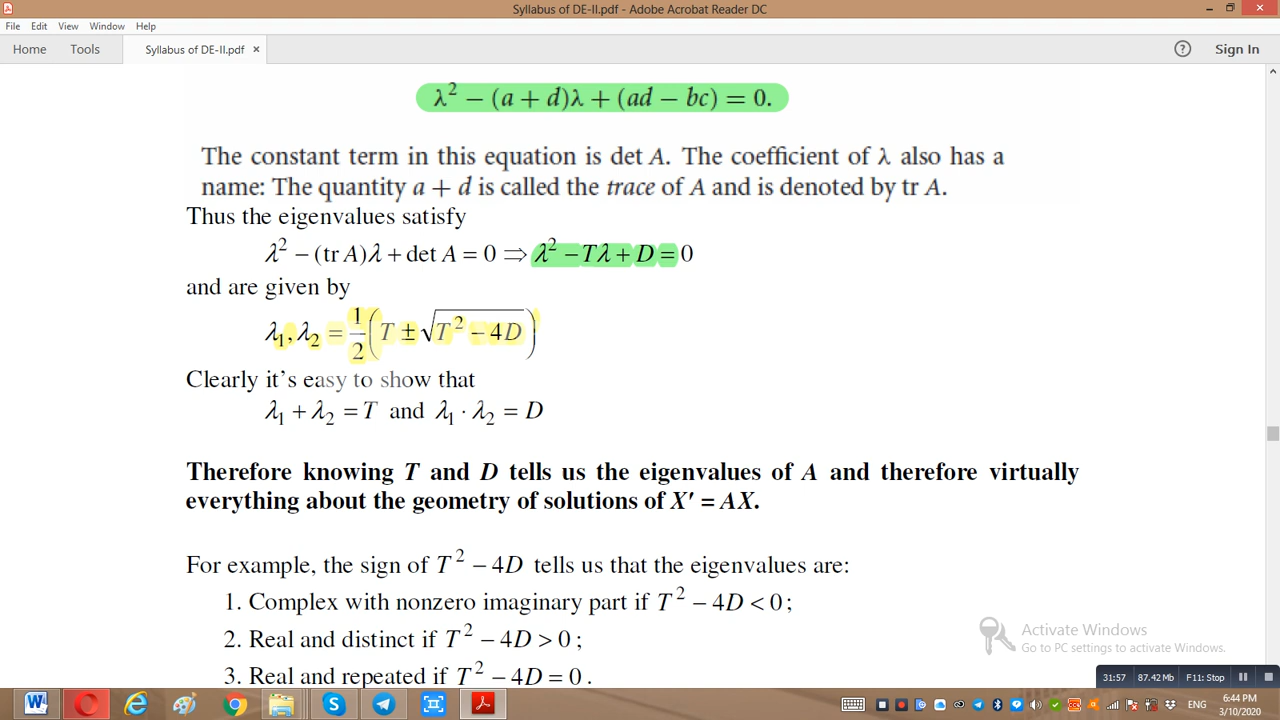 Syllabus of DE-II.pdf - Adobe Acrobat Reader DC
File Edit View Window Help
Home Tools Syllabus of DE-II.pdf × ? Sign In
λ² − (a + d)λ + (ad − bc) = 0.
The constant term in this equation is det A. The coefficient of λ also has a
name: The quantity a + d is called the trace of A and is denoted by tr A.
Thus the eigenvalues satisfy
λ² − (tr A)λ + det A = 0 ⇒ λ² − Tλ + D = 0
and are given by
λ₁, λ₂ = 1/2 (T ± √(T² − 4D))
Clearly it's easy to show that
λ₁ + λ₂ = T and λ₁ · λ₂ = D
Therefore knowing T and D tells us the eigenvalues of A and therefore virtually
everything about the geometry of solutions of X′ = AX.
For example, the sign of T² − 4D tells us that the eigenvalues are:
1. Complex with nonzero imaginary part if T² − 4D < 0;
2. Real and distinct if T² − 4D > 0;
3. Real and repeated if T² − 4D = 0.
Activate Windows
Go to PC settings to activate Windows.
31:57 87.42 Mb F11: Stop
ENG
6:44 PM
3/10/2020